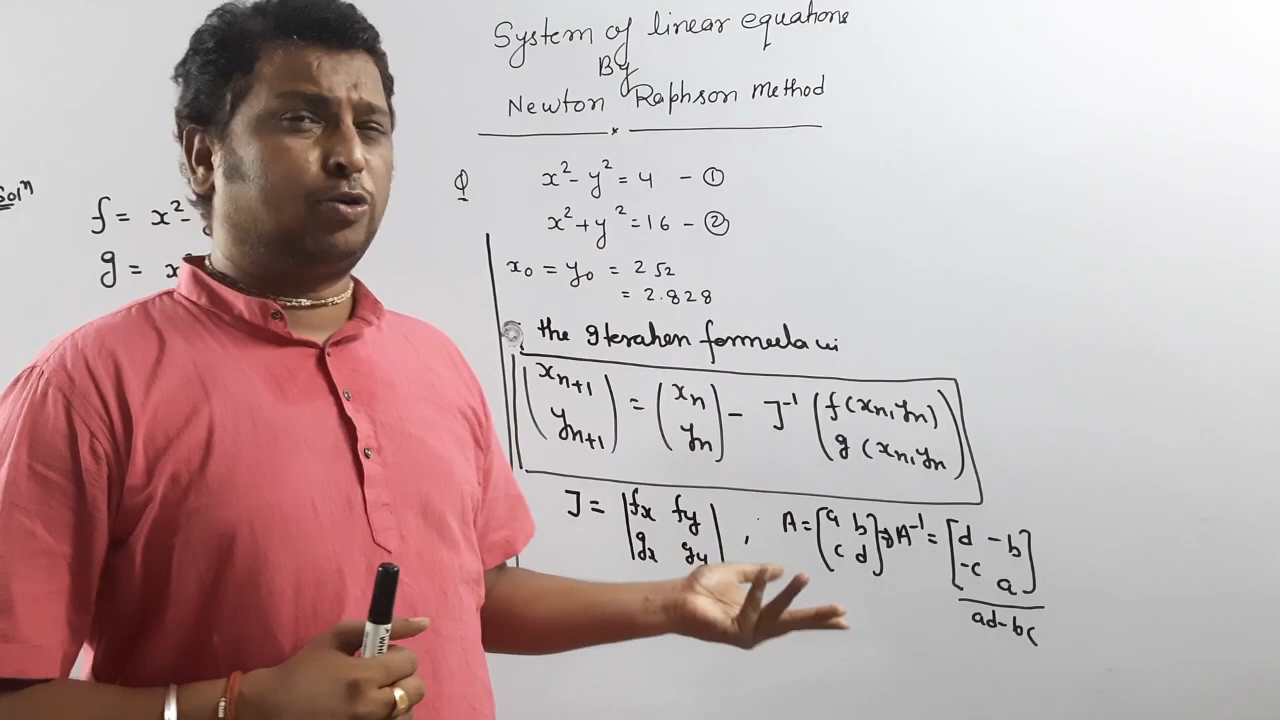 System of linear equations
By
Newton Raphson Method
Solⁿ
f = x²-
g = x²
Q x² - y² = 4 - ①
x² + y² = 16 - ②
x₀ = y₀ = 2√2
= 2.828
the Iterahen formula is
(xₙ₊₁ yₙ₊₁) = (xₙ yₙ) - J⁻¹ (f(xₙ,yₙ) g(xₙ,yₙ)
J = |fx fy gx gy| , A = [a b c d] ⇒ A⁻¹ = [d -b -c a]
ad-bc